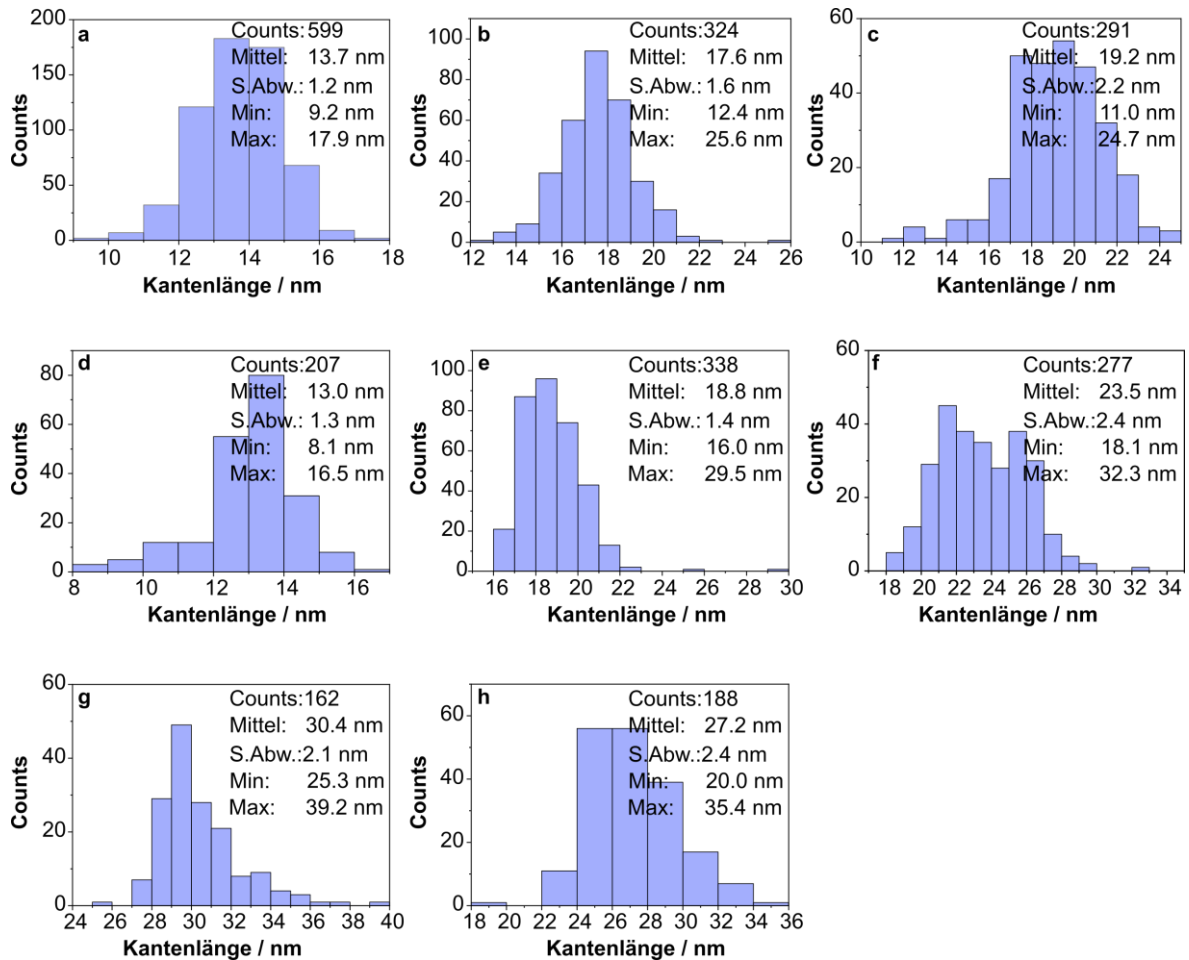 a
Counts:599
Mittel: 13.7 nm
S.Abw.: 1.2 nm
Min: 9.2 nm
Max: 17.9 nm
200
150
100
50
0
Counts
10 12 14 16 18
Kantenlänge / nm
b
Counts:324
Mittel: 17.6 nm
S.Abw.: 1.6 nm
Min: 12.4 nm
Max: 25.6 nm
100
80
60
40
20
0
Counts
12 14 16 18 20 22 24 26
Kantenlänge / nm
c
Counts:291
Mittel: 19.2 nm
S.Abw.:2.2 nm
Min: 11.0 nm
Max: 24.7 nm
60
40
20
0
Counts
10 12 14 16 18 20 22 24
Kantenlänge / nm
d
Counts:207
Mittel: 13.0 nm
S.Abw.: 1.3 nm
Min: 8.1 nm
Max: 16.5 nm
80
60
40
20
0
Counts
8 10 12 14 16
Kantenlänge / nm
e
Counts:338
Mittel: 18.8 nm
S.Abw.: 1.4 nm
Min: 16.0 nm
Max: 29.5 nm
100
80
60
40
20
0
Counts
16 18 20 22 24 26 28 30
Kantenlänge / nm
f
Counts:277
Mittel: 23.5 nm
S.Abw.:2.4 nm
Min: 18.1 nm
Max: 32.3 nm
60
40
20
0
Counts
18 20 22 24 26 28 30 32 34
Kantenlänge / nm
g
Counts:162
Mittel: 30.4 nm
S.Abw.:2.1 nm
Min: 25.3 nm
Max: 39.2 nm
60
40
20
0
Counts
24 26 28 30 32 34 36 38 40
Kantenlänge / nm
h
Counts:188
Mittel: 27.2 nm
S.Abw.:2.4 nm
Min: 20.0 nm
Max: 35.4 nm
60
40
20
0
Counts
18 20 22 24 26 28 30 32 34 36
Kantenlänge / nm